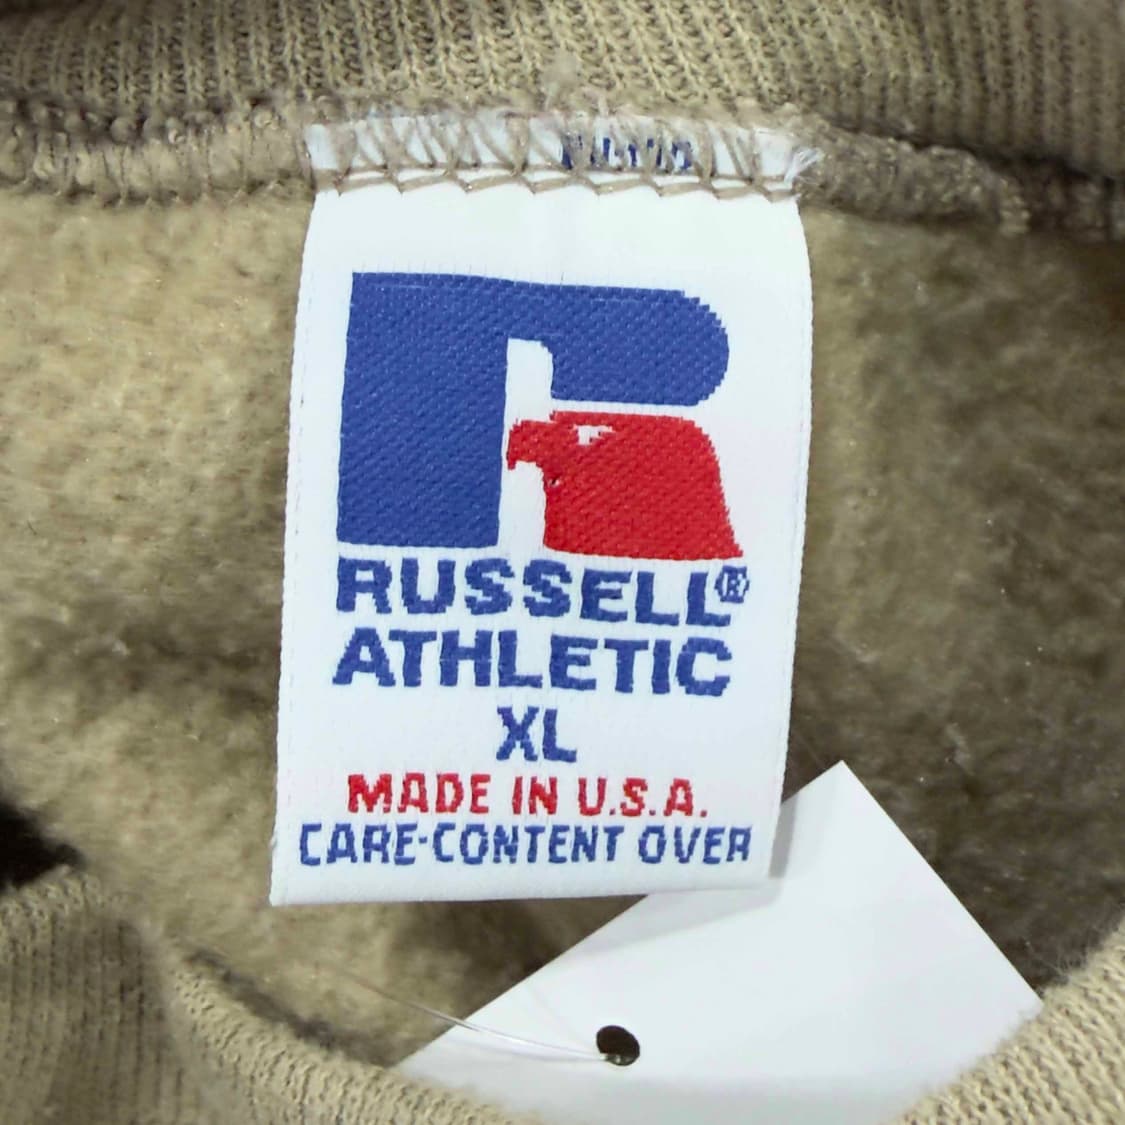 RUSSELL®
ATHLETIC
XL
MADE IN U.S.A.
CARE-CONTENT OVER